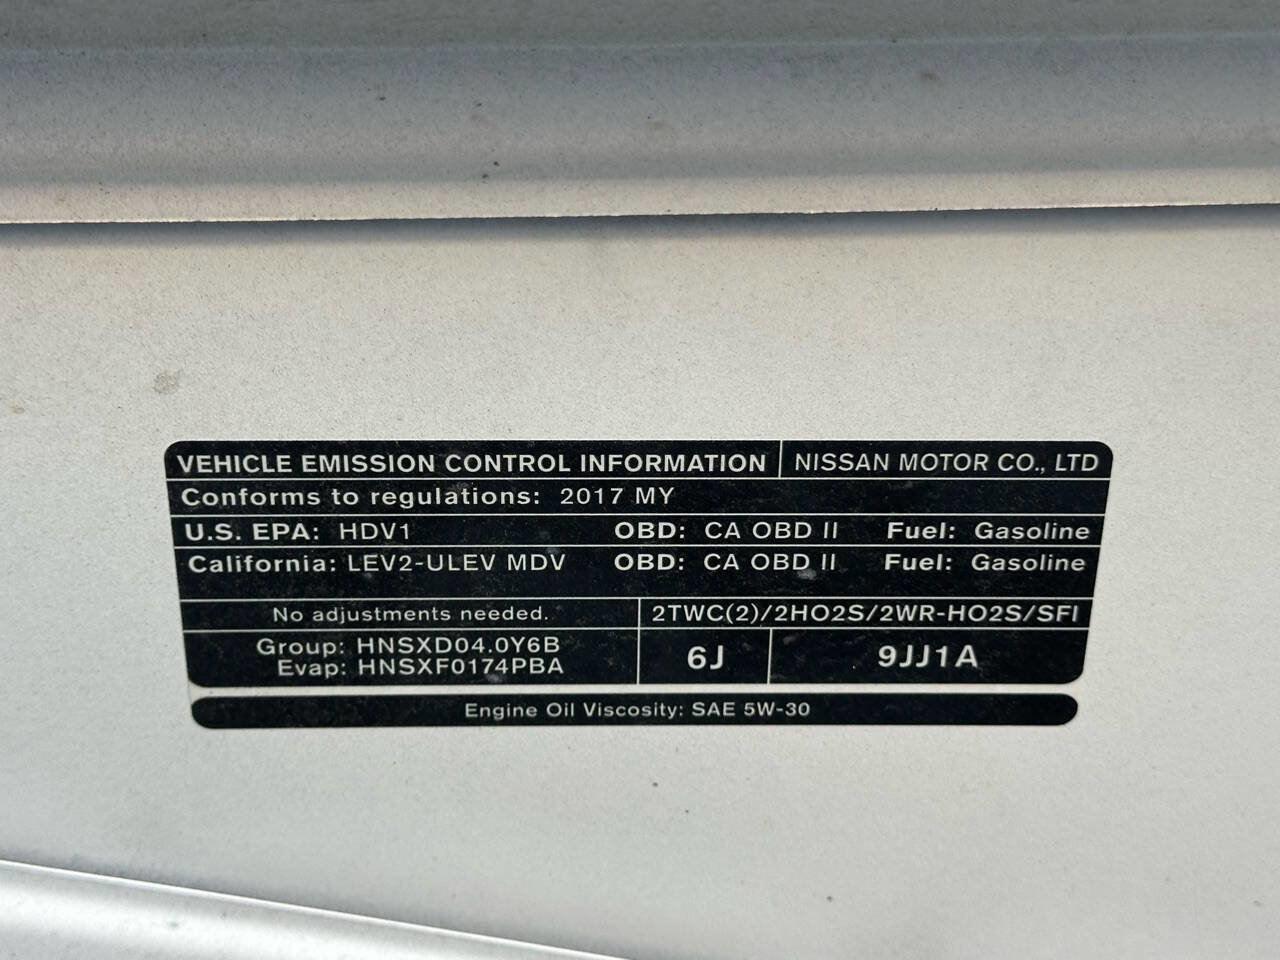 VEHICLE EMISSION CONTROL INFORMATION NISSAN MOTOR CO., LTD
Conforms to regulations: 2017 MY
U.S. EPA: HDV1 OBD: CA OBD II Fuel: Gasoline
California: LEV2-ULEV MDV OBD: CA OBD II Fuel: Gasoline
No adjustments needed. 2TWC(2)/2HO2S/2WR-HO2S/SFI
Group: HNSXD04.0Y6B
Evap: HNSXF0174PBA
6J 9JJ1A
Engine Oil Viscosity: SAE 5W-30